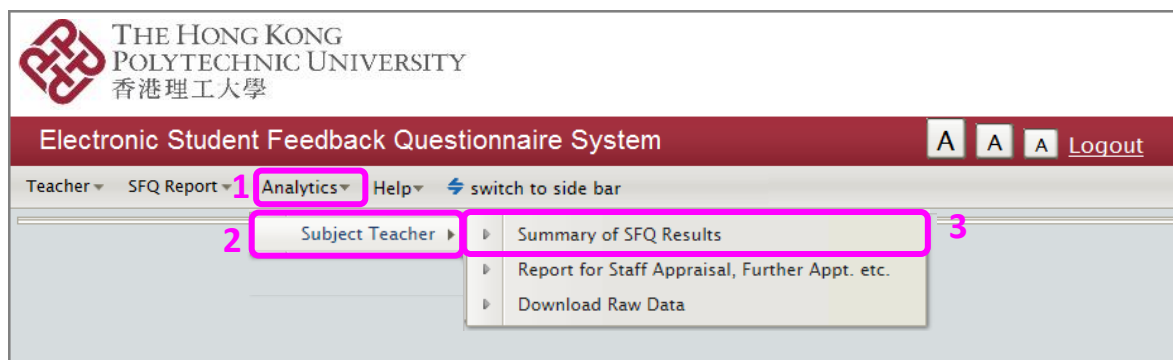 THE HONG KONG
POLYTECHNIC UNIVERSITY
香港理工大學
Electronic Student Feedback Questionnaire System A A A Logout
Teacher SFQ Report 1 Analytics Help switch to side bar
2 Subject Teacher Summary of SFQ Results 3
Report for Staff Appraisal, Further Appt. etc.
Download Raw Data